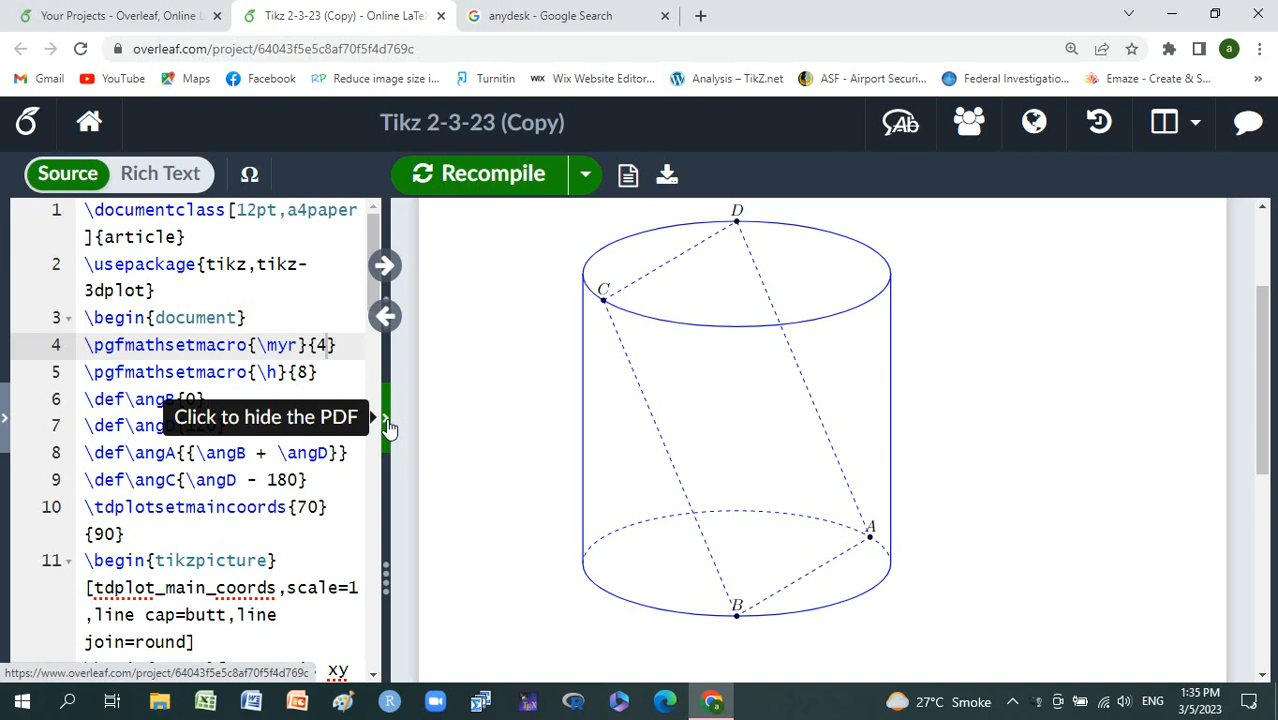 Your Projects - Overleaf, Online L
Tikz 2-3-23 (Copy) - Online LaTeX
anydesk - Google Search
overleaf.com/project/64043f5e5c8af70f5f4d769c
a
Gmail
YouTube
Maps
Facebook
RP Reduce image size i...
Turnitin
WIX Wix Website Editor...
Analysis – TikZ.net
ASF - Airport Securi...
Federal Investigatio...
Emaze - Create & S...
»
Tikz 2-3-23 (Copy)
Source
Rich Text
Ω
Recompile
1 \documentclass[12pt,a4paper
]{article}
2 \usepackage{tikz,tikz-
3dplot}
3 \begin{document}
4 \pgfmathsetmacro{\myr}{4}
5 \pgfmathsetmacro{\h}{8}
6 \def\angB{0}
7 \def\ang
Click to hide the PDF
8 \def\angA{{\angB + \angD}}
9 \def\angC{\angD - 180}
10 \tdplotsetmaincoords{70}
{90}
11 \begin{tikzpicture}
[tdplot_main_coords,scale=1
,line cap=butt,line
join=round]
xy
D
C
A
B
https://www.overleaf.com/project/64043f5e5c8af70f5f4d769c
27°C Smoke
ENG
1:35 PM
3/5/2023